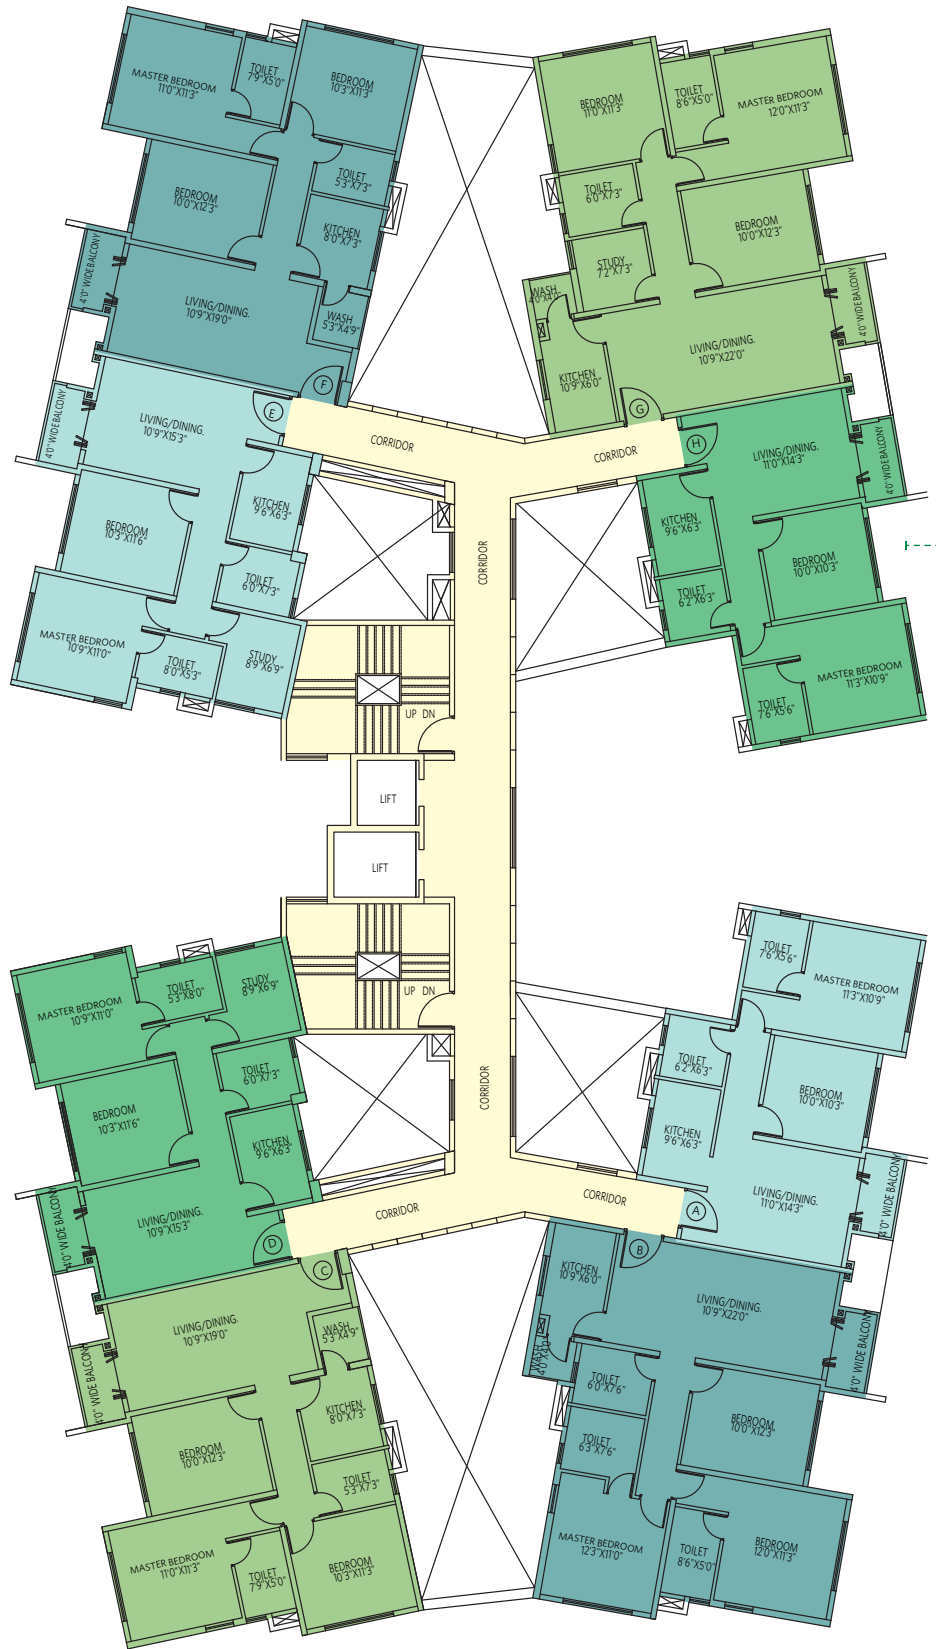 MASTER BEDROOM
11'0"X11'3"
TOILET
7'9"X5'0"
BEDROOM
10'3"X11'3"
BEDROOM
10'0"X12'3"
TOILET
5'3"X7'3"
KITCHEN
8'0"X7'3"
4'0" WIDE BALCONY
LIVING/DINING.
10'9"X19'0"
WASH
5'3"X4'9"
F
BEDROOM
11'0"X11'3"
TOILET
8'6"X5'0"
MASTER BEDROOM
12'0"X11'3"
TOILET
6'0"X7'3"
BEDROOM
10'0"X12'3"
STUDY
7'2"X7'3"
WASH
4'0"X4'0"
4'0" WIDE BALCONY
LIVING/DINING.
10'9"X22'0"
KITCHEN
10'9"X6'0"
G
E
LIVING/DINING.
10'9"X15'3"
4'0" WIDE BALCONY
KITCHEN
9'6"X6'3"
BEDROOM
10'3"X11'6"
TOILET
6'0"X7'3"
MASTER BEDROOM
10'9"X11'0"
TOILET
8'0"X5'3"
STUDY
8'9"X6'9"
CORRIDOR
CORRIDOR
CORRIDOR
H
LIVING/DINING.
11'0"X14'3"
4'0" WIDE BALCONY
KITCHEN
9'6"X6'3"
BEDROOM
10'0"X10'3"
TOILET
6'2"X6'3"
MASTER BEDROOM
11'3"X10'9"
TOILET
7'6"X5'6"
UP DN
LIFT
LIFT
UP DN
MASTER BEDROOM
10'9"X11'0"
TOILET
5'3"X8'0"
STUDY
8'9"X6'9"
TOILET
6'0"X7'3"
BEDROOM
10'3"X11'6"
KITCHEN
9'6"X6'3"
4'0" WIDE BALCONY
LIVING/DINING.
10'9"X15'3"
D
CORRIDOR
CORRIDOR
CORRIDOR
TOILET
7'6"X5'6"
MASTER BEDROOM
11'3"X10'9"
TOILET
6'2"X6'3"
BEDROOM
10'0"X10'3"
KITCHEN
9'6"X6'3"
LIVING/DINING.
11'0"X14'3"
4'0" WIDE BALCONY
A
C
LIVING/DINING.
10'9"X19'0"
WASH
5'3"X4'9"
4'0" WIDE BALCONY
KITCHEN
8'0"X7'3"
BEDROOM
10'0"X12'3"
TOILET
5'3"X7'3"
MASTER BEDROOM
11'0"X11'3"
TOILET
7'9"X5'0"
BEDROOM
10'3"X11'3"
B
KITCHEN
10'9"X6'0"
LIVING/DINING.
10'9"X22'0"
WASH
4'0"X4'0"
4'0" WIDE BALCONY
TOILET
6'0"X7'6"
BEDROOM
10'0"X12'3"
TOILET
6'3"X7'6"
MASTER BEDROOM
12'3"X11'0"
TOILET
8'6"X5'0"
BEDROOM
12'0"X11'3"